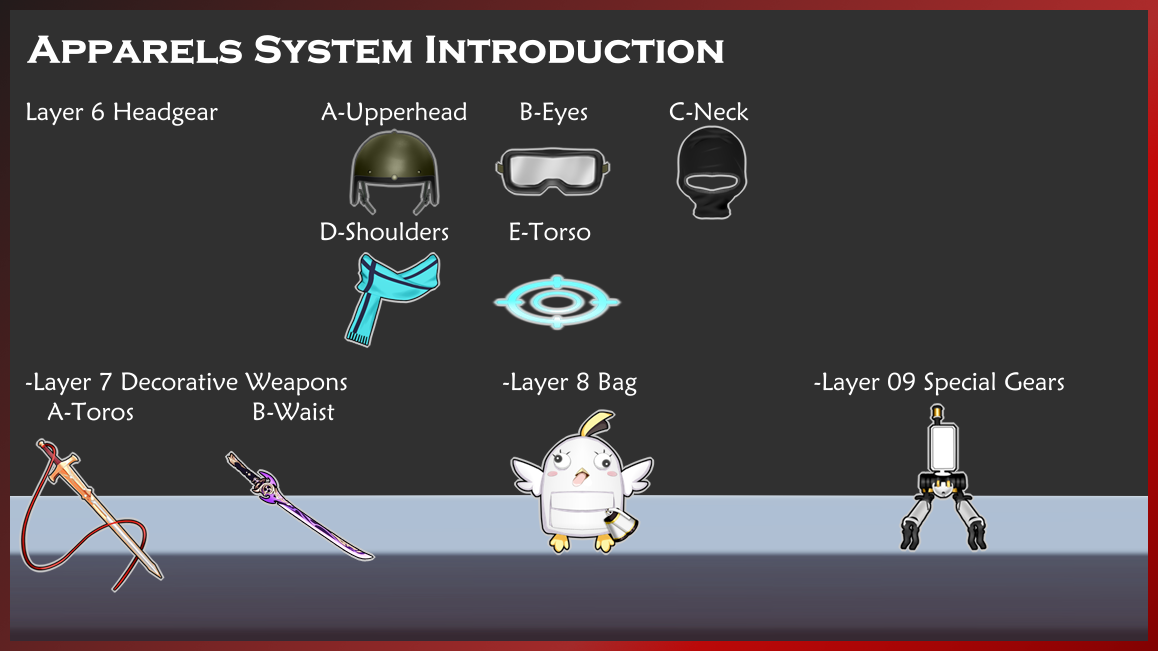 Apparels System Introduction
Layer 6 Headgear A-Upperhead B-Eyes C-Neck
D-Shoulders E-Torso
-Layer 7 Decorative Weapons -Layer 8 Bag -Layer 09 Special Gears
A-Toros B-Waist